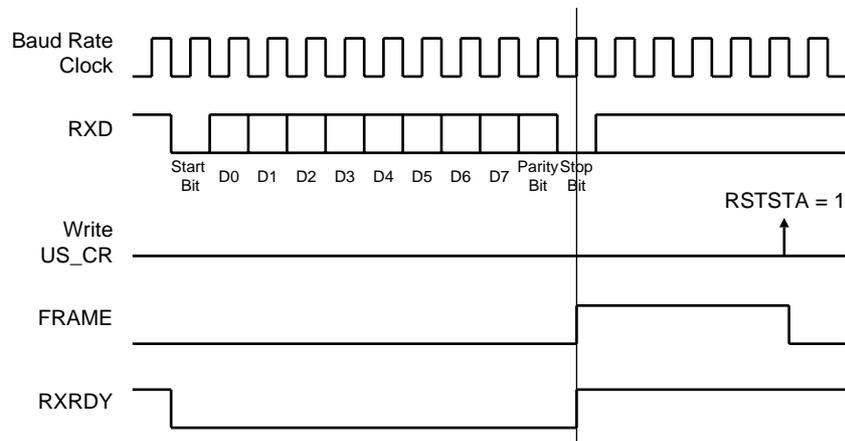 Baud Rate
Clock
RXD
Start
Bit
D0
D1
D2
D3
D4
D5
D6
D7
Parity
Bit
Stop
Bit
RSTSTA = 1
Write
US_CR
FRAME
RXRDY